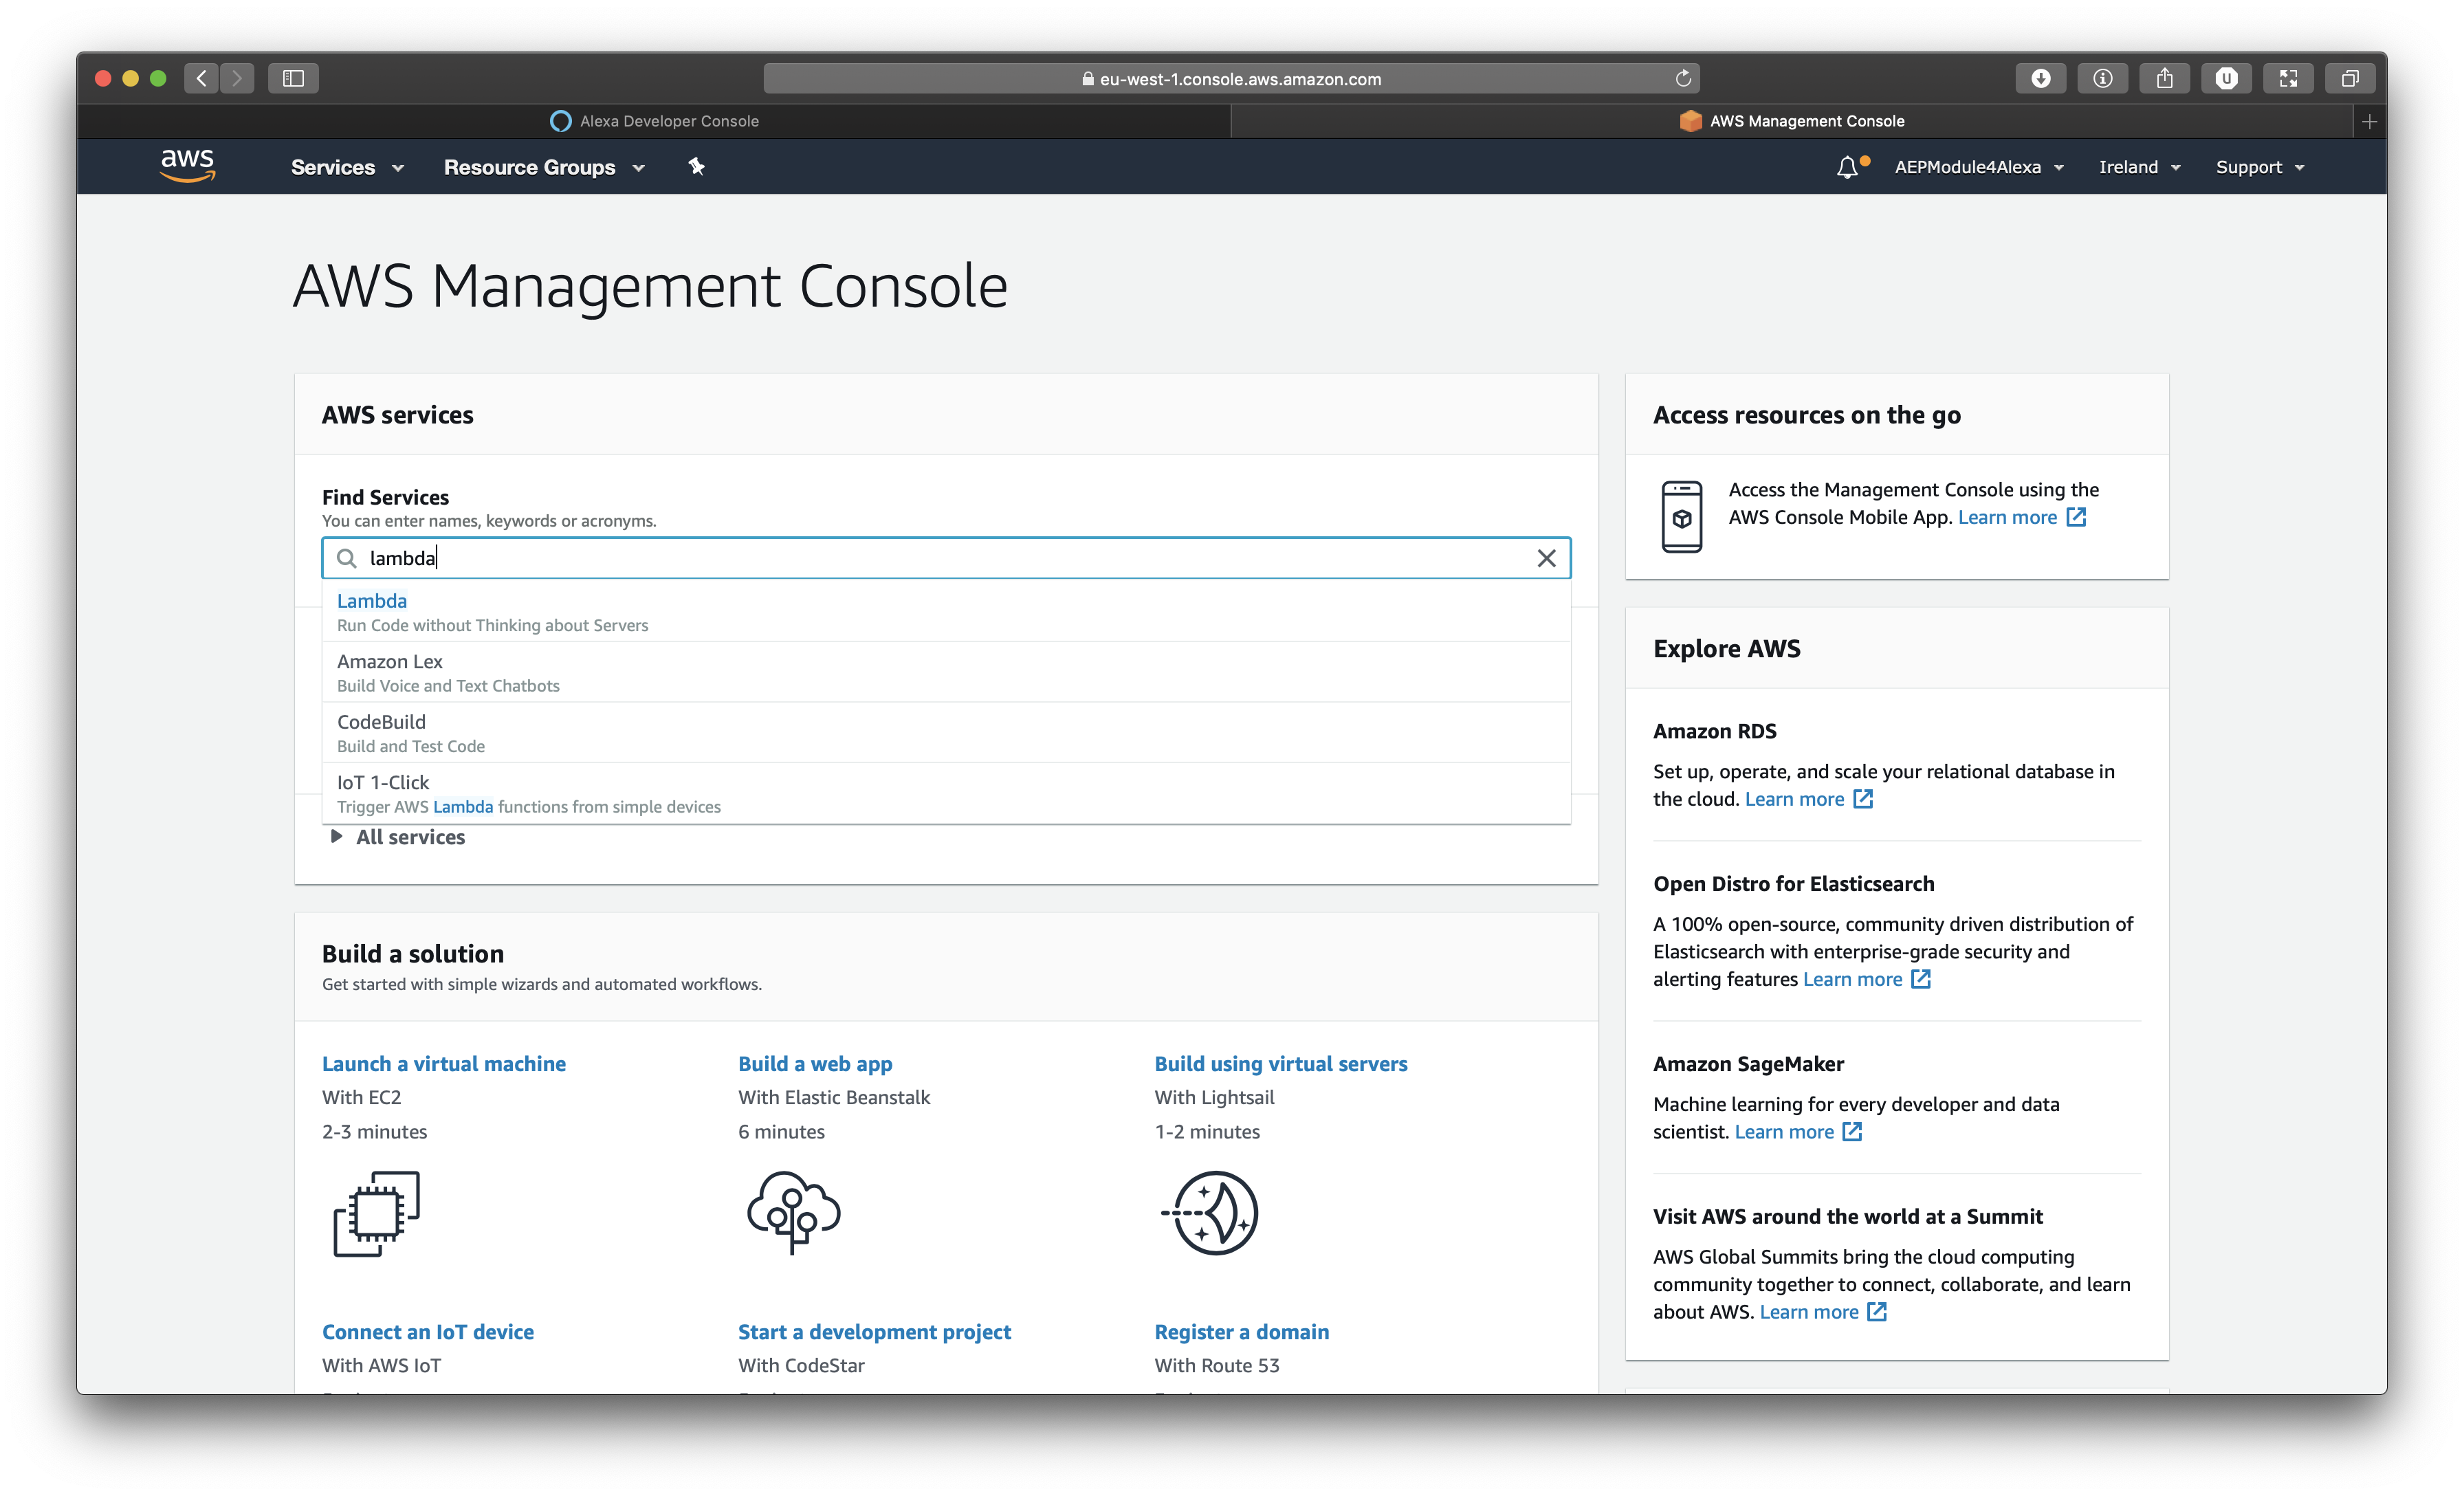 eu-west-1.console.aws.amazon.com
Alexa Developer Console
AWS Management Console
aws
Services
Resource Groups
AEPModule4Alexa
Ireland
Support
AWS Management Console
AWS services
Find Services
You can enter names, keywords or acronyms.
lambda
Lambda
Run Code without Thinking about Servers
Amazon Lex
Build Voice and Text Chatbots
CodeBuild
Build and Test Code
IoT 1-Click
Trigger AWS Lambda functions from simple devices
All services
Build a solution
Get started with simple wizards and automated workflows.
Launch a virtual machine
With EC2
2-3 minutes
Build a web app
With Elastic Beanstalk
6 minutes
Build using virtual servers
With Lightsail
1-2 minutes
Connect an IoT device
With AWS IoT
Start a development project
With CodeStar
Register a domain
With Route 53
Access resources on the go
Access the Management Console using the
AWS Console Mobile App. Learn more
Explore AWS
Amazon RDS
Set up, operate, and scale your relational database in
the cloud. Learn more
Open Distro for Elasticsearch
A 100% open-source, community driven distribution of
Elasticsearch with enterprise-grade security and
alerting features Learn more
Amazon SageMaker
Machine learning for every developer and data
scientist. Learn more
Visit AWS around the world at a Summit
AWS Global Summits bring the cloud computing
community together to connect, collaborate, and learn
about AWS. Learn more